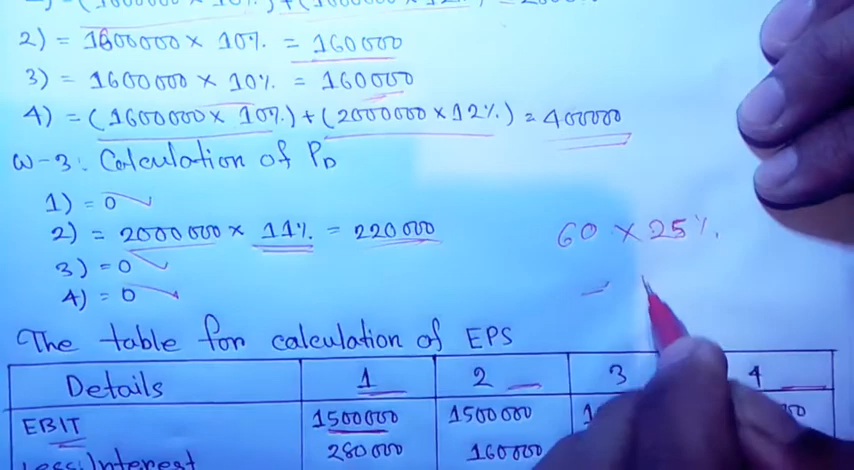 2) = 1600000 × 10%. = 160000
3) = 1600000 × 10% = 160000
4) = (1600000 × 10%.) + (2000000 × 12%.) = 400000
W-3: Calculation of PD
1) = 0
2) = 2000000 × 11%. = 220000
60 × 25%.
3) = 0
4) = 0
The table for calculation of EPS
Details 1 2 3 4
EBIT 1500000 1500000
Less: Interest 280000 160000